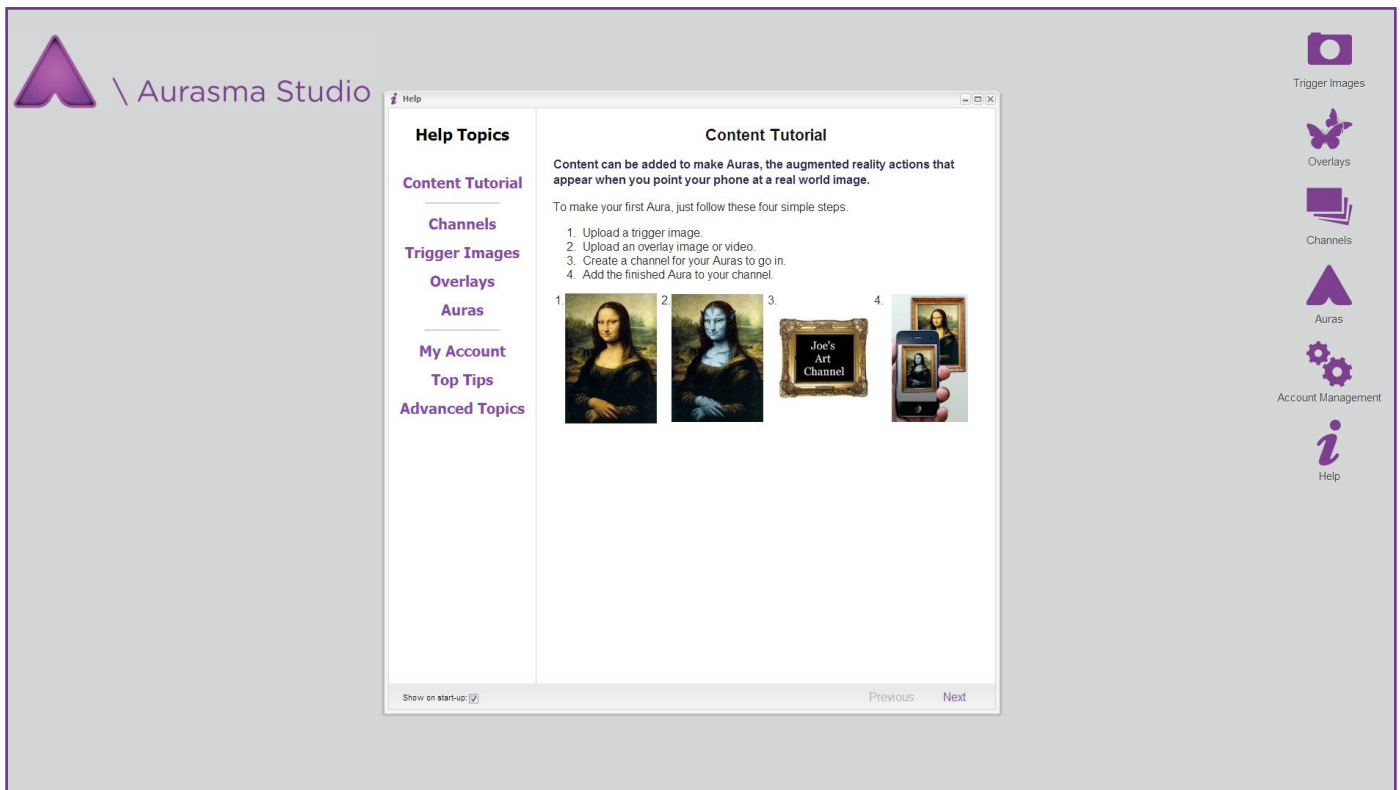 \ Aurasma Studio
Help
Help Topics
Content Tutorial
Channels
Trigger Images
Overlays
Auras
My Account
Top Tips
Advanced Topics
Content Tutorial
Content can be added to make Auras, the augmented reality actions that
appear when you point your phone at a real world image.
To make your first Aura, just follow these four simple steps.
1. Upload a trigger image.
2. Upload an overlay image or video.
3. Create a channel for your Auras to go in.
4. Add the finished Aura to your channel.
1. 2. 3. 4.
Joe's
Art
Channel
Show on start-up:
Previous Next
Trigger Images
Overlays
Channels
Auras
Account Management
Help